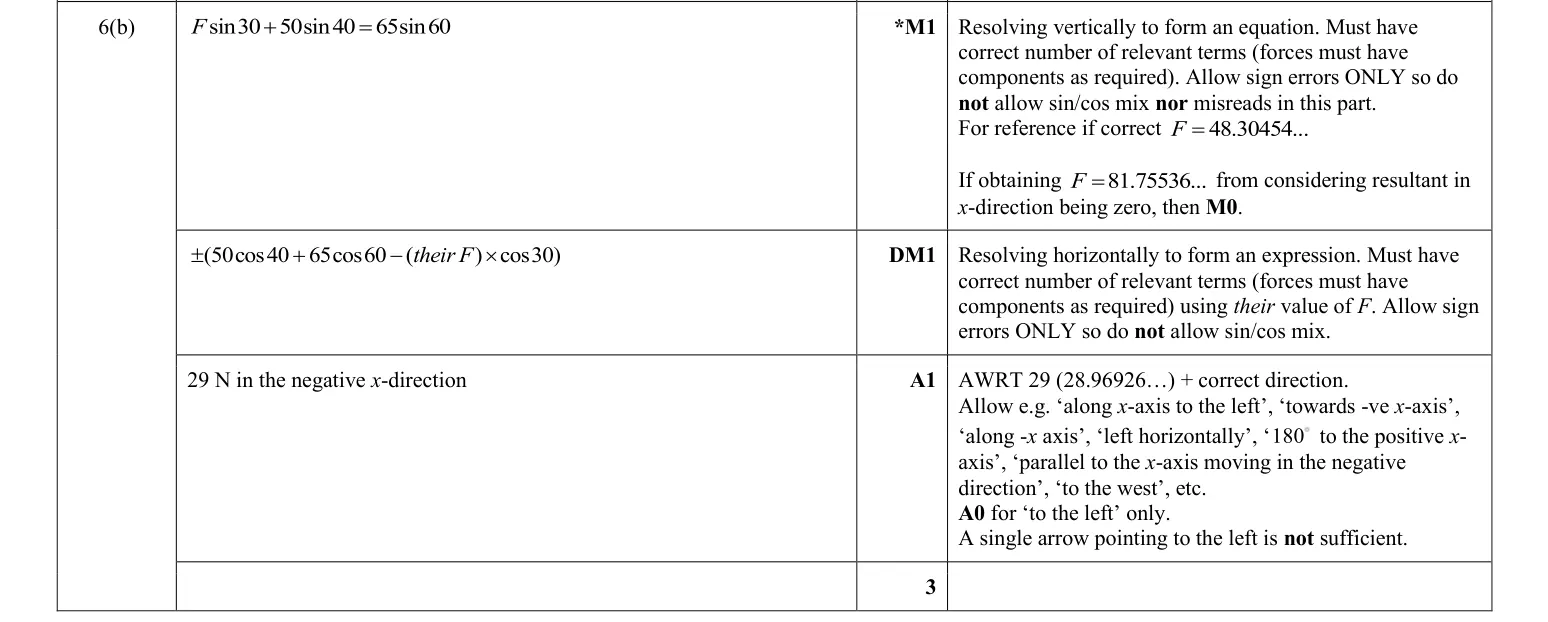 6(b)
F sin 30 + 50 sin 40 = 65 sin 60
*M1
Resolving vertically to form an equation. Must have
correct number of relevant terms (forces must have
components as required). Allow sign errors ONLY so do
not allow sin/cos mix nor misreads in this part.
For reference if correct F = 48.30454...
If obtaining F = 81.75536... from considering resultant in
x-direction being zero, then M0.
±(50cos40 + 65cos60 − (their F) × cos30)
DM1
Resolving horizontally to form an expression. Must have
correct number of relevant terms (forces must have
components as required) using their value of F. Allow sign
errors ONLY so do not allow sin/cos mix.
29 N in the negative x-direction
A1
AWRT 29 (28.96926…) + correct direction.
Allow e.g. ‘along x-axis to the left’, ‘towards -ve x-axis’,
‘along -x axis’, ‘left horizontally’, ‘180° to the positive x-
axis’, ‘parallel to the x-axis moving in the negative
direction’, ‘to the west’, etc.
A0 for ‘to the left’ only.
A single arrow pointing to the left is not sufficient.
3